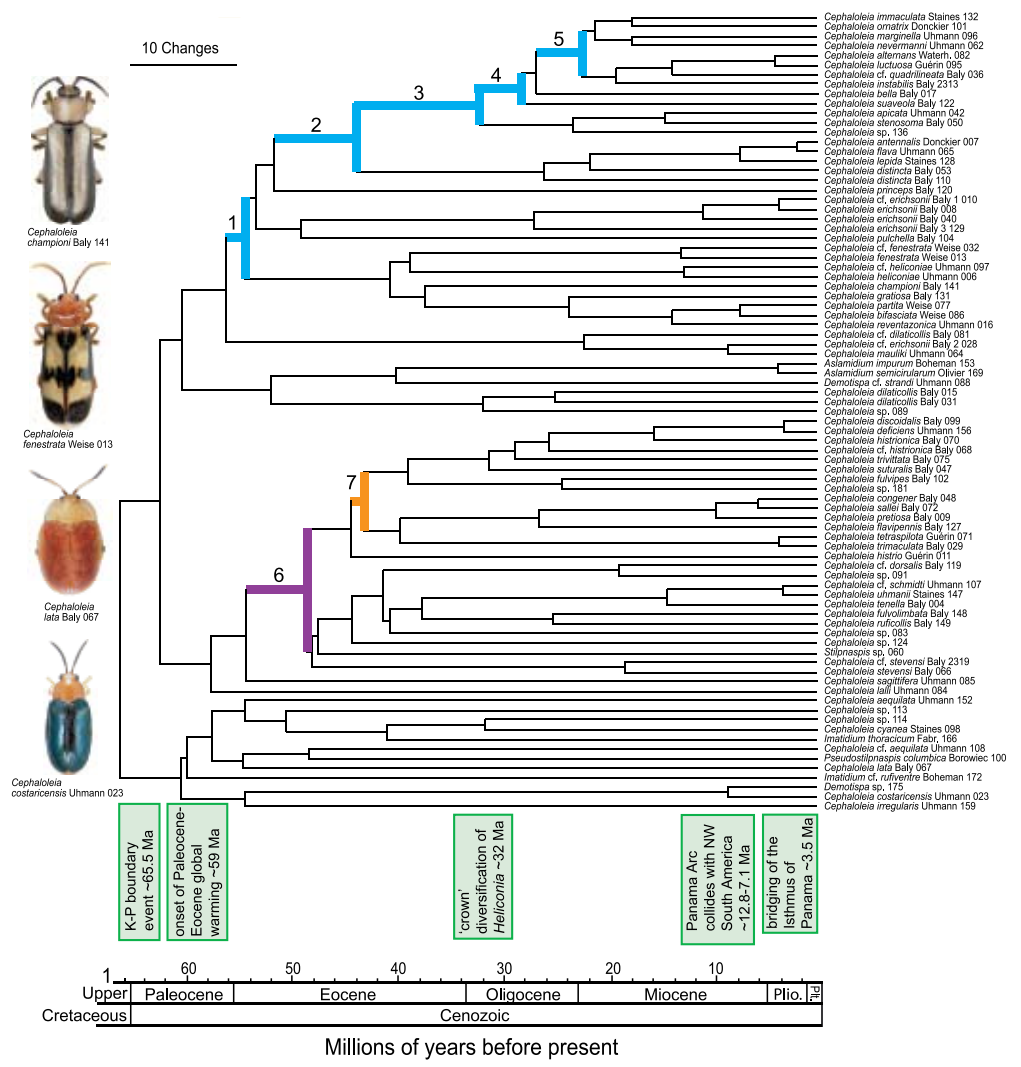 10 Changes
Cephaloleia
championi Baly 141
Cephaloleia
fenestrata Weise 013
Cephaloleia
lata Baly 067
Cephaloleia
costaricensis Uhmann 023
1
2
3
4
5
6
7
Cephaloleia immaculata Staines 132
Cephaloleia ornatrix Donckier 101
Cephaloleia marginella Uhmann 096
Cephaloleia nevermanni Uhmann 062
Cephaloleia alternans Waterh. 082
Cephaloleia luctuosa Guérin 095
Cephaloleia cf. quadrilineata Baly 036
Cephaloleia instabilis Baly 2313
Cephaloleia bella Baly 017
Cephaloleia suaveola Baly 122
Cephaloleia apicata Uhmann 042
Cephaloleia stenosoma Baly 050
Cephaloleia sp. 136
Cephaloleia antennalis Donckier 007
Cephaloleia flava Uhmann 065
Cephaloleia lepida Staines 128
Cephaloleia distincta Baly 053
Cephaloleia distincta Baly 110
Cephaloleia princeps Baly 120
Cephaloleia cf. erichsonii Baly 1 010
Cephaloleia erichsonii Baly 008
Cephaloleia erichsonii Baly 040
Cephaloleia erichsonii Baly 3 129
Cephaloleia pulchella Baly 104
Cephaloleia cf. fenestrata Weise 032
Cephaloleia fenestrata Weise 013
Cephaloleia cf. heliconiae Uhmann 097
Cephaloleia heliconiae Uhmann 006
Cephaloleia championi Baly 141
Cephaloleia gratiosa Baly 131
Cephaloleia partita Weise 077
Cephaloleia bifasciata Weise 086
Cephaloleia reventazonica Uhmann 016
Cephaloleia cf. dilaticollis Baly 081
Cephaloleia cf. erichsonii Baly 2 028
Cephaloleia mauliki Uhmann 064
Aslamidium impurum Boheman 153
Aslamidium semicirularum Olivier 169
Demotispa cf. strandi Uhmann 088
Cephaloleia dilaticollis Baly 015
Cephaloleia dilaticollis Baly 031
Cephaloleia sp. 089
Cephaloleia discoidalis Baly 099
Cephaloleia deficiens Uhmann 156
Cephaloleia histrionica Baly 070
Cephaloleia cf. histrionica Baly 068
Cephaloleia trivittata Baly 075
Cephaloleia suturalis Baly 047
Cephaloleia fulvipes Baly 102
Cephaloleia sp. 181
Cephaloleia congener Baly 048
Cephaloleia sallei Baly 072
Cephaloleia pretiosa Baly 009
Cephaloleia flavipennis Baly 127
Cephaloleia tetraspilota Guérin 071
Cephaloleia trimaculata Baly 029
Cephaloleia histrio Guérin 011
Cephaloleia cf. dorsalis Baly 119
Cephaloleia sp. 091
Cephaloleia cf. schmidti Uhmann 107
Cephaloleia uhmanii Staines 147
Cephaloleia tenella Baly 004
Cephaloleia fulvolimbata Baly 148
Cephaloleia ruficollis Baly 149
Cephaloleia sp. 083
Cephaloleia sp. 124
Stilpnaspis sp. 060
Cephaloleia cf. stevensi Baly 2319
Cephaloleia stevensi Baly 066
Cephaloleia sagittifera Uhmann 085
Cephaloleia lalli Uhmann 084
Cephaloleia aequilata Uhmann 152
Cephaloleia sp. 113
Cephaloleia sp. 114
Cephaloleia cyanea Staines 098
Imatidium thoracicum Fabr. 166
Cephaloleia cf. aequilata Uhmann 108
Pseudostilpnaspis columbica Borowiec 100
Cephaloleia lata Baly 067
Imatidium cf. rufiventre Boheman 172
Demotispa sp. 175
Cephaloleia costaricensis Uhmann 023
Cephaloleia irregularis Uhmann 159
K-P boundary
event ~65.5 Ma
onset of Paleocene-
Eocene global
warming ~59 Ma
'crown'
diversification of
Heliconia ~32 Ma
Panama Arc
collides with NW
South America
~12.8-7.1 Ma
bridging of the
Isthmus of
Panama ~3.5 Ma
1 60 50 40 30 20 10
Upper Paleocene Eocene Oligocene Miocene Plio. Plt.
Cretaceous Cenozoic
Millions of years before present